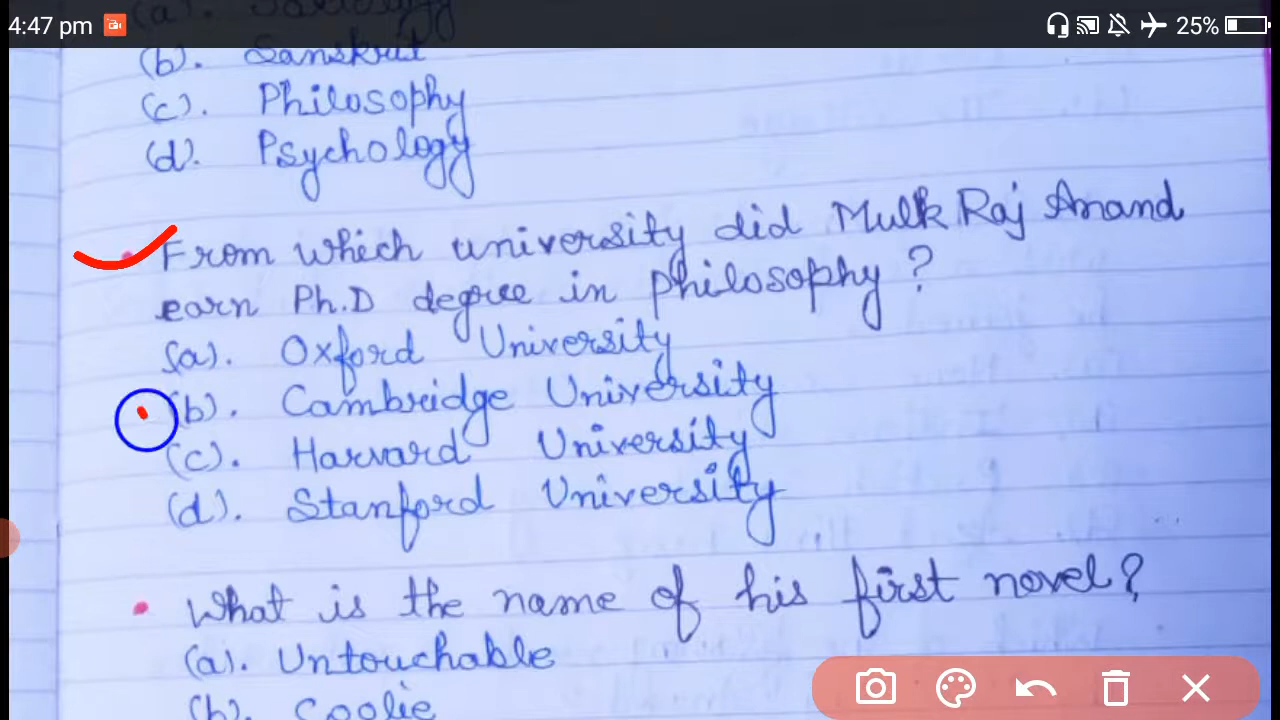 4:47 pm
25%
(a). Sociology
(b). Sanskrit
(c). Philosophy
(d). Psychology
• From which university did Mulk Raj Anand
earn Ph.D degree in philosophy?
(a). Oxford University
(b). Cambridge University
(c). Harvard University
(d). Stanford University
• What is the name of his first novel?
(a). Untouchable
(b). Coolie